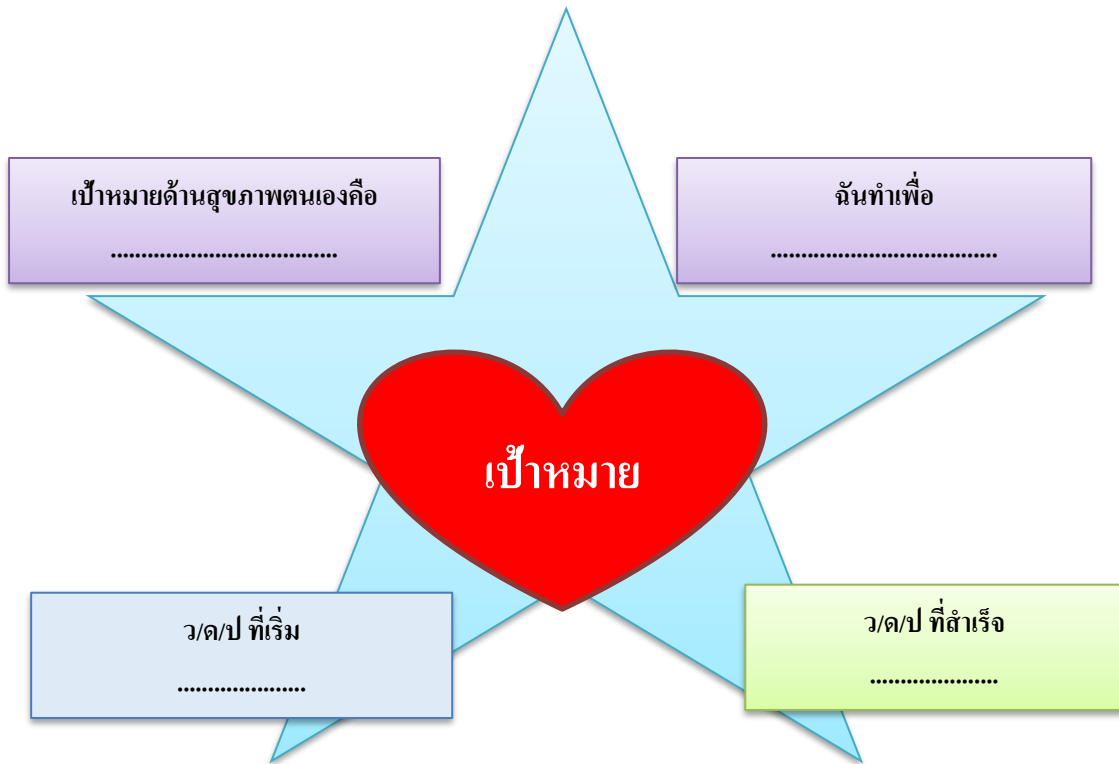 เป้าหมายด้านสุขภาพตนเองคือ
.....................................
ฉันทำเพื่อ
.....................................
เป้าหมาย
ว/ด/ป ที่เริ่ม
.....................
ว/ด/ป ที่สำเร็จ
.....................